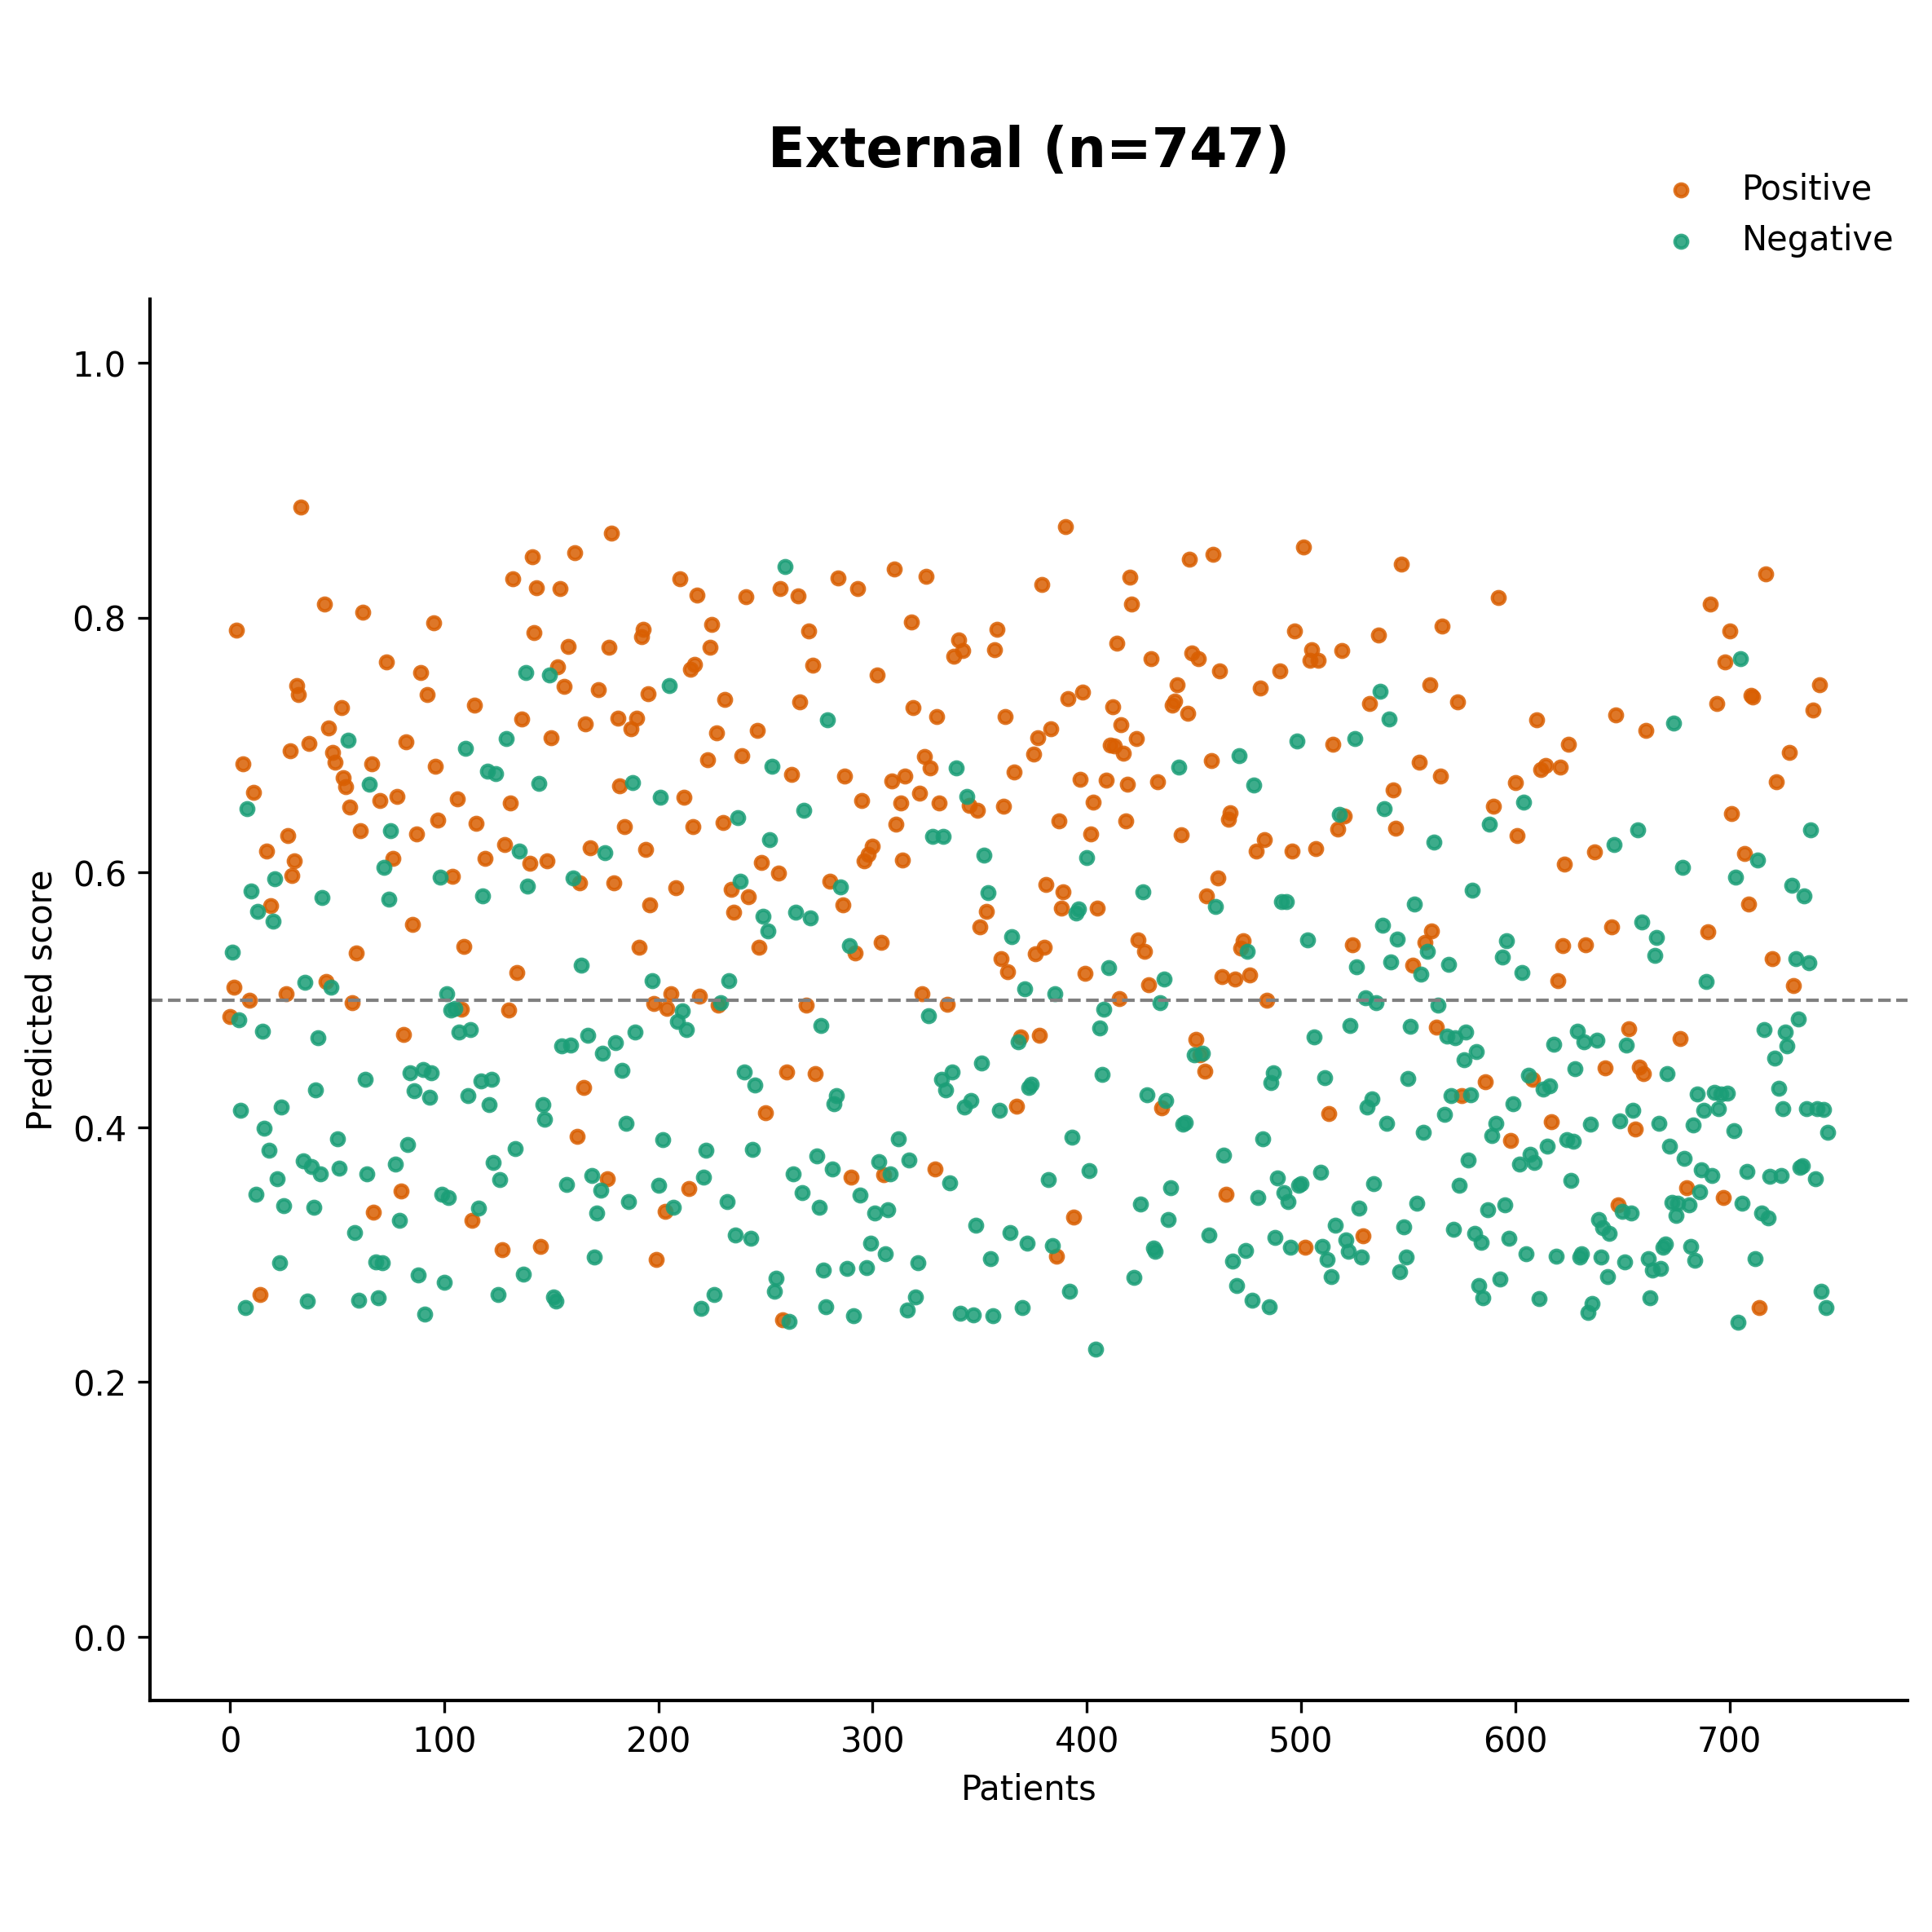 External (n=747)
Positive
Negative
1.0
0.8
0.6
0.4
0.2
0.0
Predicted score
0 100 200 300 400 500 600 700
Patients